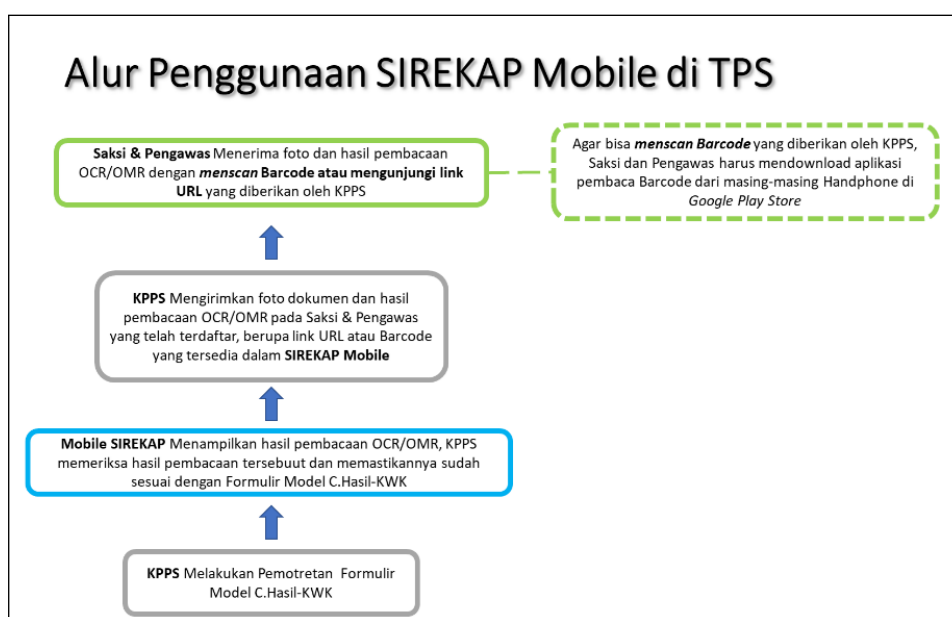 Alur Penggunaan SIREKAP Mobile di TPS
Saksi & Pengawas Menerima foto dan hasil pembacaan
OCR/OMR dengan menscan Barcode atau mengunjungi link
URL yang diberikan oleh KPPS
Agar bisa menscan Barcode yang diberikan oleh KPPS,
Saksi dan Pengawas harus mendownload aplikasi
pembaca Barcode dari masing-masing Handphone di
Google Play Store
KPPS Mengirimkan foto dokumen dan hasil
pembacaan OCR/OMR pada Saksi & Pengawas
yang telah terdaftar, berupa link URL atau Barcode
yang tersedia dalam SIREKAP Mobile
Mobile SIREKAP Menampilkan hasil pembacaan OCR/OMR, KPPS
memeriksa hasil pembacaan tersebuut dan memastikannya sudah
sesuai dengan Formulir Model C.Hasil-KWK
KPPS Melakukan Pemotretan Formulir
Model C.Hasil-KWK